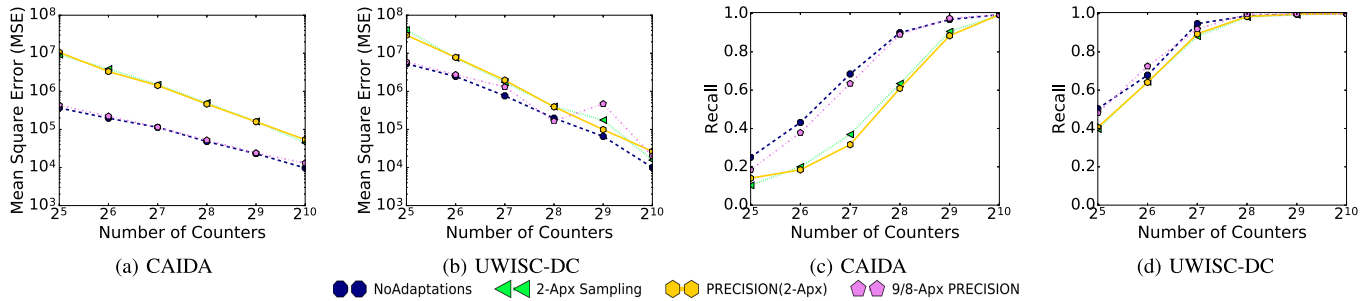 Mean Square Error (MSE)
10^8
10^7
10^6
10^5
10^4
10^3
2^5 2^6 2^7 2^8 2^9 2^10
Number of Counters
(a) CAIDA
Mean Square Error (MSE)
10^8
10^7
10^6
10^5
10^4
10^3
2^5 2^6 2^7 2^8 2^9 2^10
Number of Counters
(b) UWISC-DC
Recall
1.0
0.8
0.6
0.4
0.2
0.0
2^5 2^6 2^7 2^8 2^9 2^10
Number of Counters
(c) CAIDA
Recall
1.0
0.8
0.6
0.4
0.2
0.0
2^5 2^6 2^7 2^8 2^9 2^10
Number of Counters
(d) UWISC-DC
NoAdaptations 2-Apx Sampling PRECISION(2-Apx) 9/8-Apx PRECISION